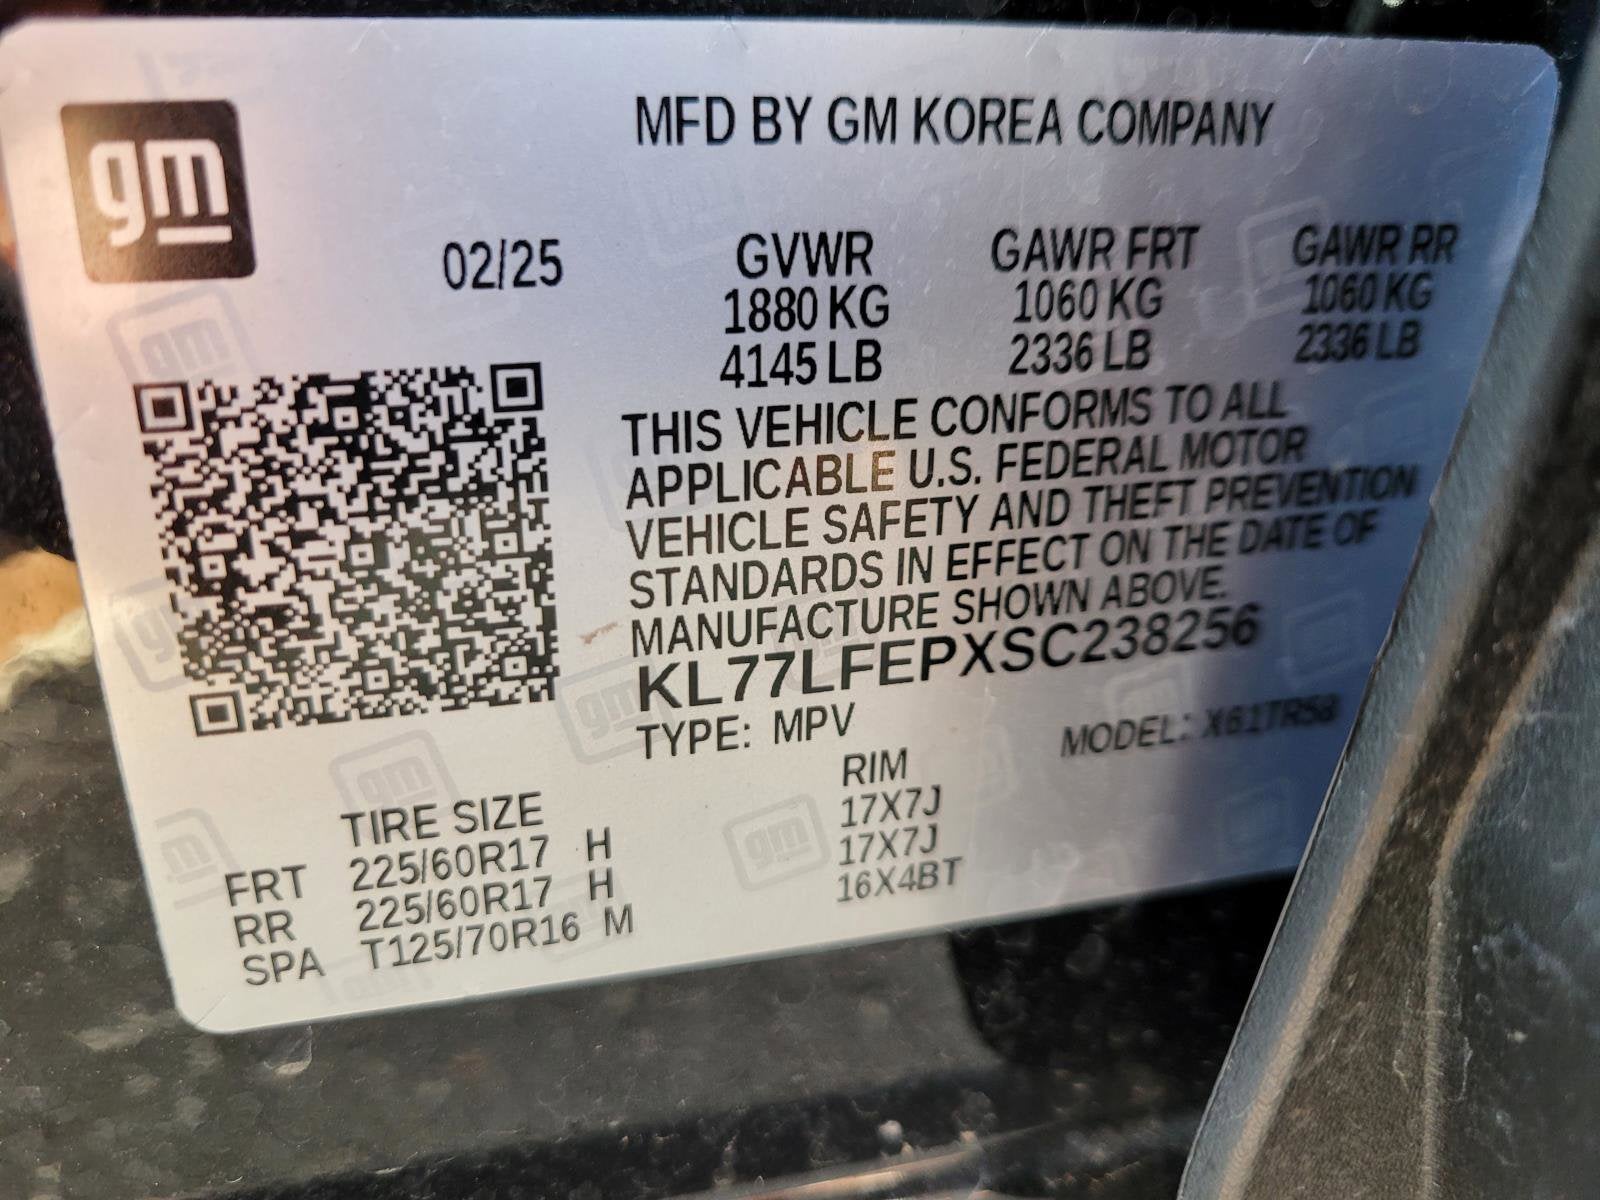 gm
MFD BY GM KOREA COMPANY
02/25
GVWR GAWR FRT GAWR RR
1880 KG 1060 KG 1060 KG
4145 LB 2336 LB 2336 LB
THIS VEHICLE CONFORMS TO ALL
APPLICABLE U.S. FEDERAL MOTOR
VEHICLE SAFETY AND THEFT PREVENTION
STANDARDS IN EFFECT ON THE DATE OF
MANUFACTURE SHOWN ABOVE.
KL77LFEPXSC238256
TYPE: MPV MODEL: X61TR58
TIRE SIZE RIM
FRT 225/60R17 H 17X7J
RR 225/60R17 H 17X7J
SPA T125/70R16 M 16X4BT